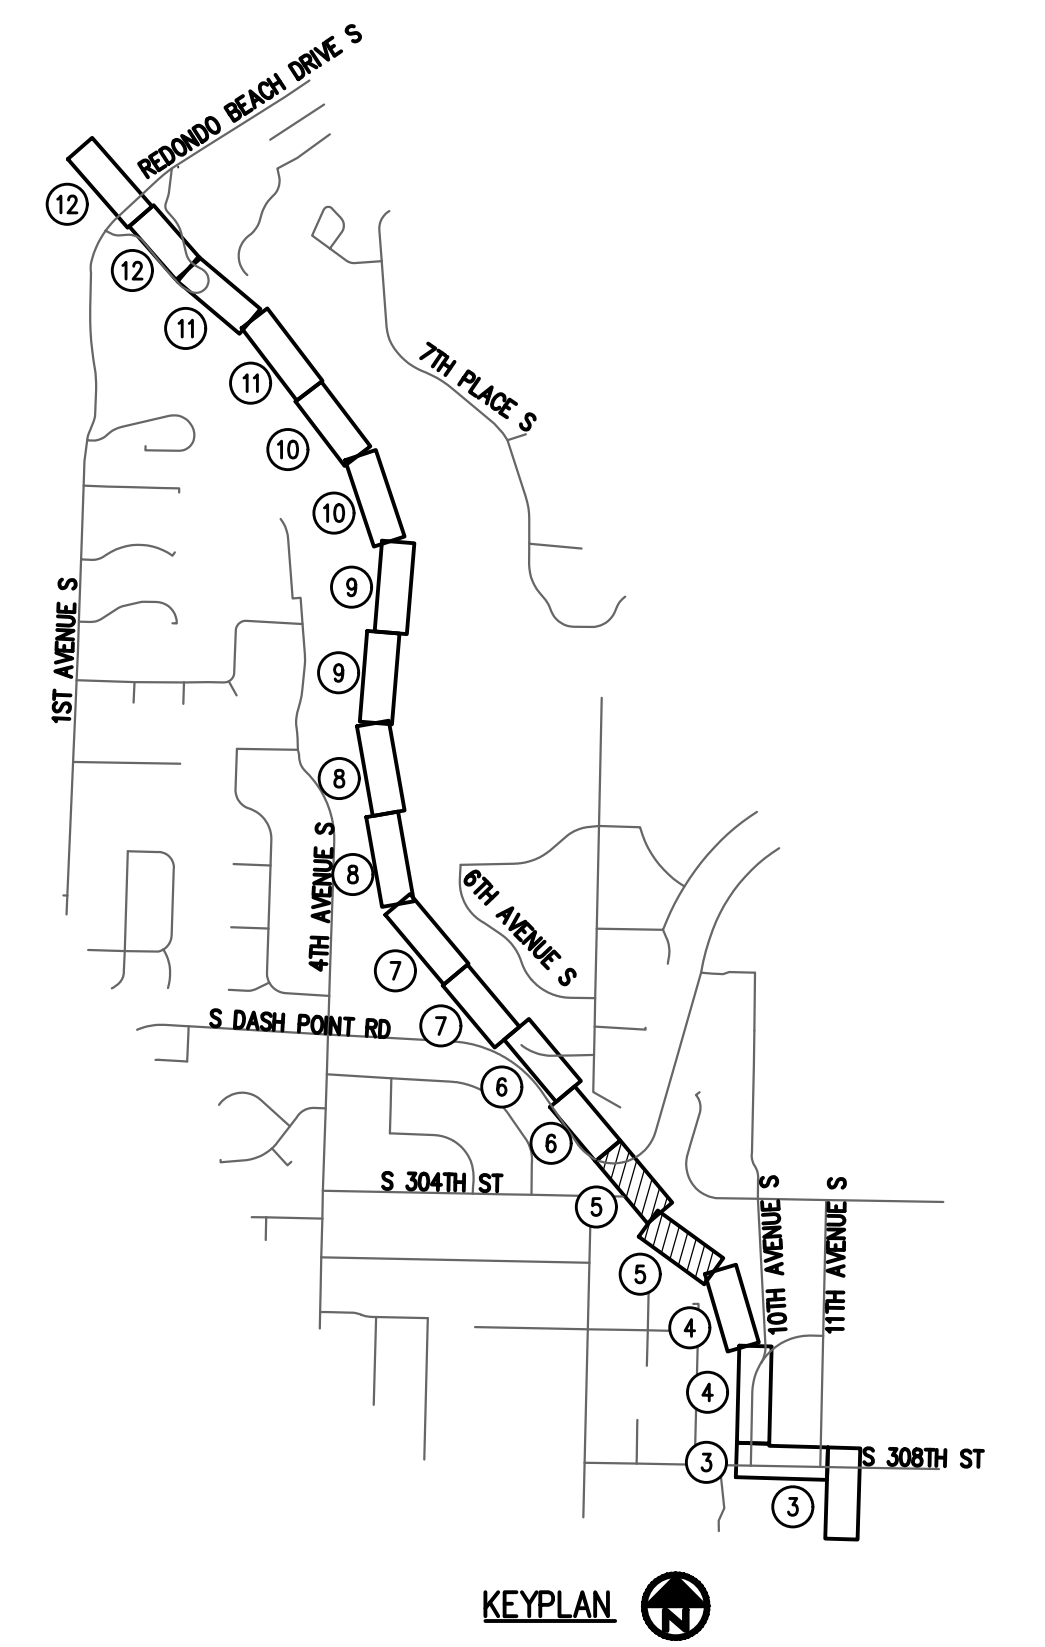 REDONDO BEACH DRIVE S
12
12
11
7TH PLACE S
11
10
10
9
1ST AVENUE S
9
8
4TH AVENUE S
8
6TH AVENUE S
7
S DASH POINT RD
7
6
6
S 304TH ST
5
10TH AVENUE S
11TH AVENUE S
5
4
4
S 308TH ST
3
3
KEYPLAN
N